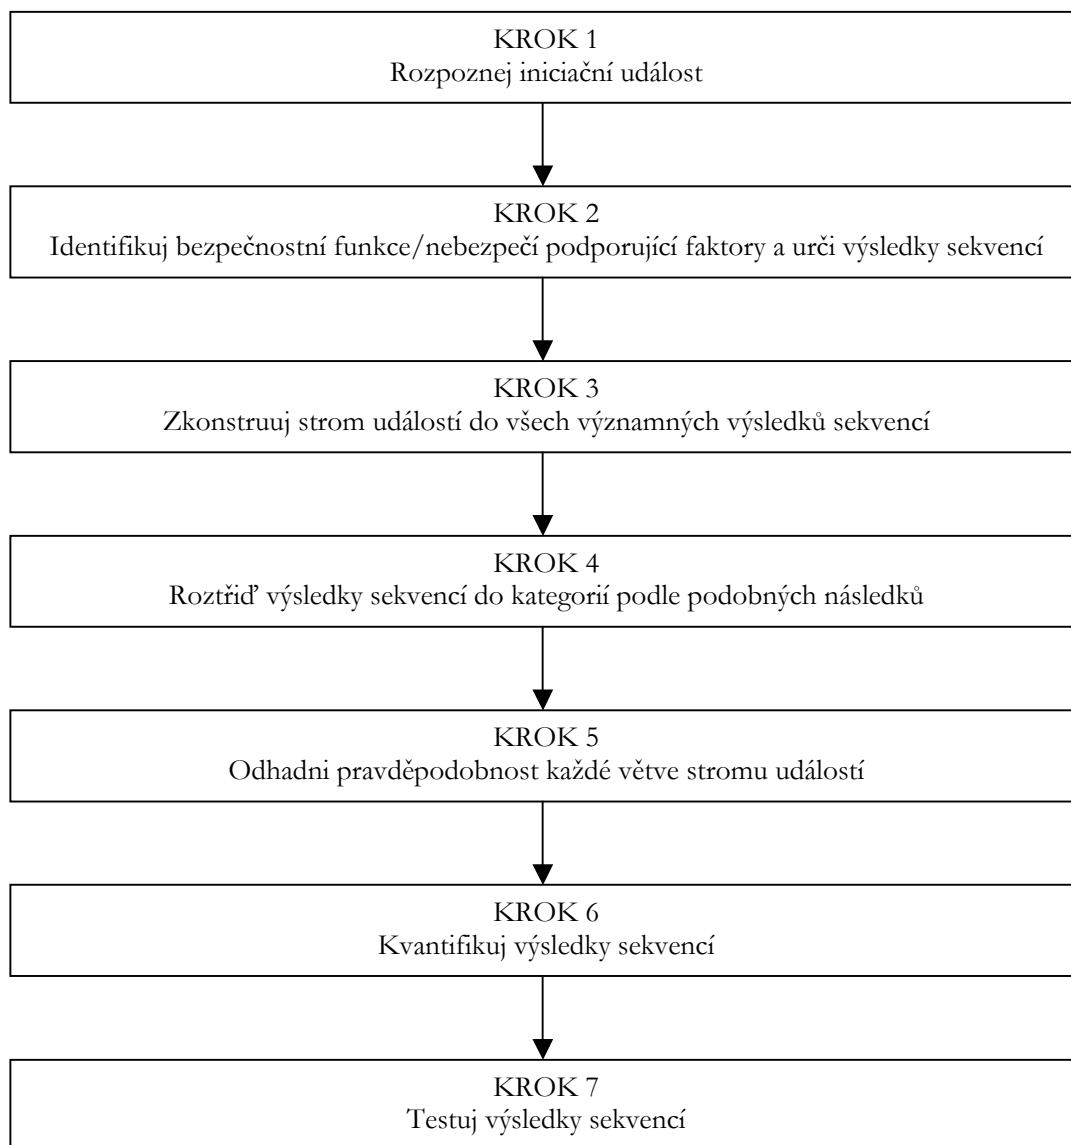 KROK 1
Rozpoznej iniciační událost
KROK 2
Identifikuj bezpečnostní funkce/nebezpečí podporující faktory a urči výsledky sekvencí
KROK 3
Zkonstruuj strom událostí do všech významných výsledků sekvencí
KROK 4
Roztřiď výsledky sekvencí do kategorií podle podobných následků
KROK 5
Odhadni pravděpodobnost každé větve stromu událostí
KROK 6
Kvantifikuj výsledky sekvencí
KROK 7
Testuj výsledky sekvencí